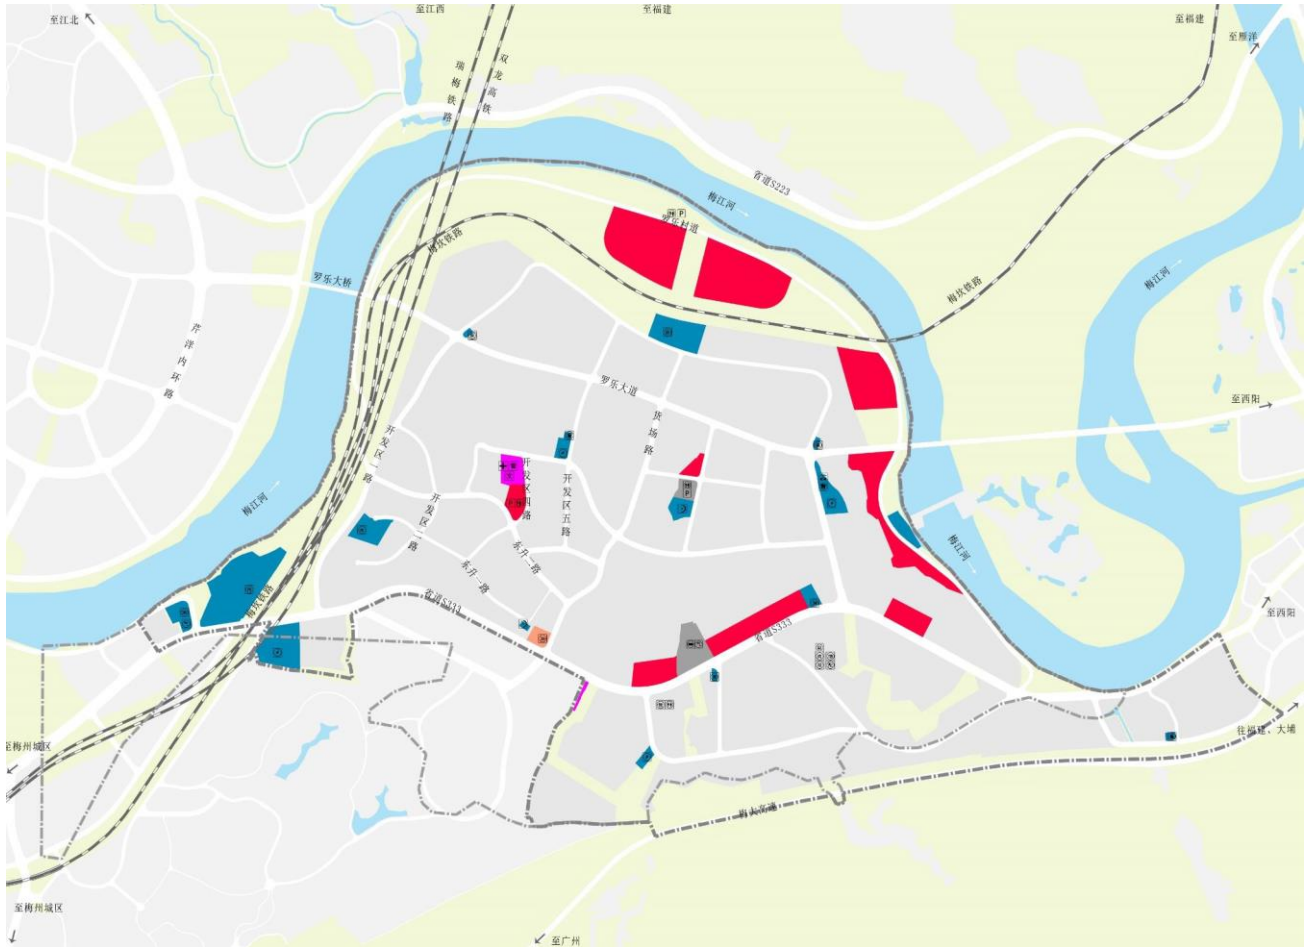 至江北
至江西
至福建
至福建
至雁洋
双龙高铁
瑞梅铁路
省道S223
梅江河
罗乐村道
P
梅坎铁路
梅江河
罗乐大桥
梅坎铁路
芹洋内环路
罗乐大道
至西阳
货场路
开发区一路
开发区四路
开发区五路
开发区二路
P
梅江河
东升二路
梅江河
东升一路
梅坎铁路
省道S333
至西阳
省道S333
往福建、大埔
至梅州城区
梅大高速
至梅州城区
至广州